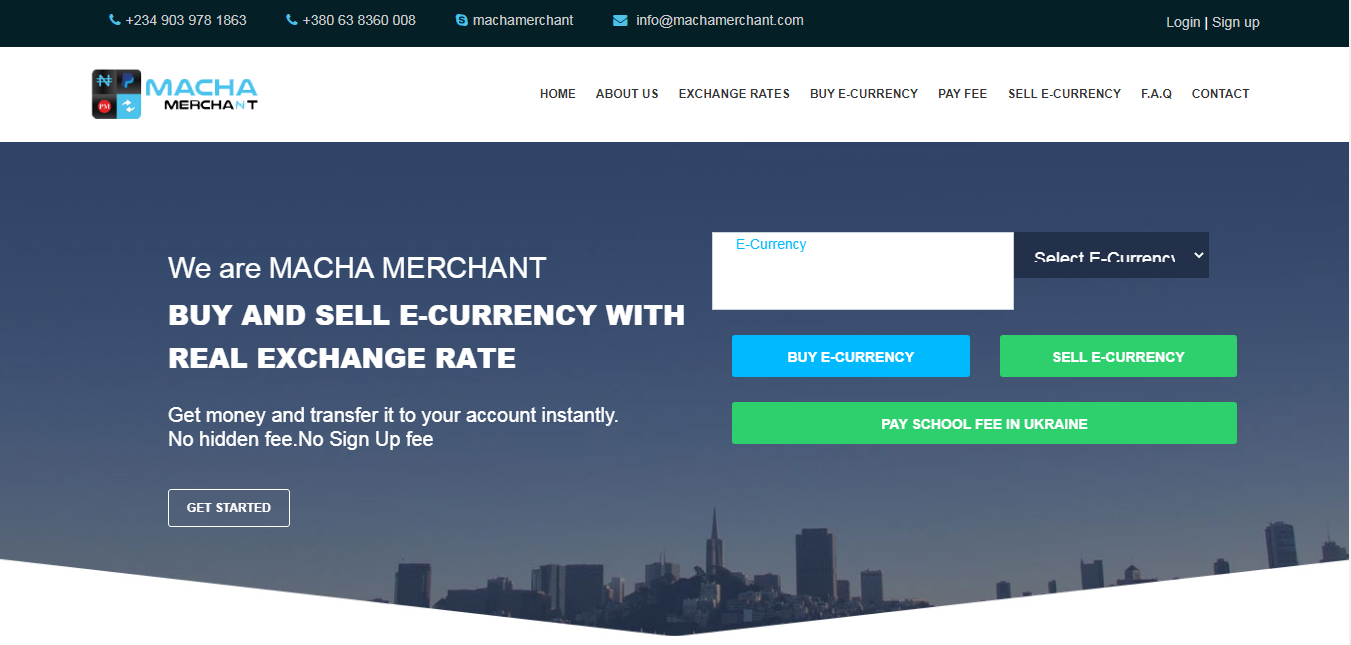 +234 903 978 1863
+380 63 8360 008
machamerchant
info@machamerchant.com
Login | Sign up
₦
PM
MACHA
MERCHANT
HOME
ABOUT US
EXCHANGE RATES
BUY E-CURRENCY
PAY FEE
SELL E-CURRENCY
F.A.Q
CONTACT
We are MACHA MERCHANT
BUY AND SELL E-CURRENCY WITH
REAL EXCHANGE RATE
Get money and transfer it to your account instantly.
No hidden fee.No Sign Up fee
GET STARTED
E-Currency
Select E-Currency
BUY E-CURRENCY
SELL E-CURRENCY
PAY SCHOOL FEE IN UKRAINE